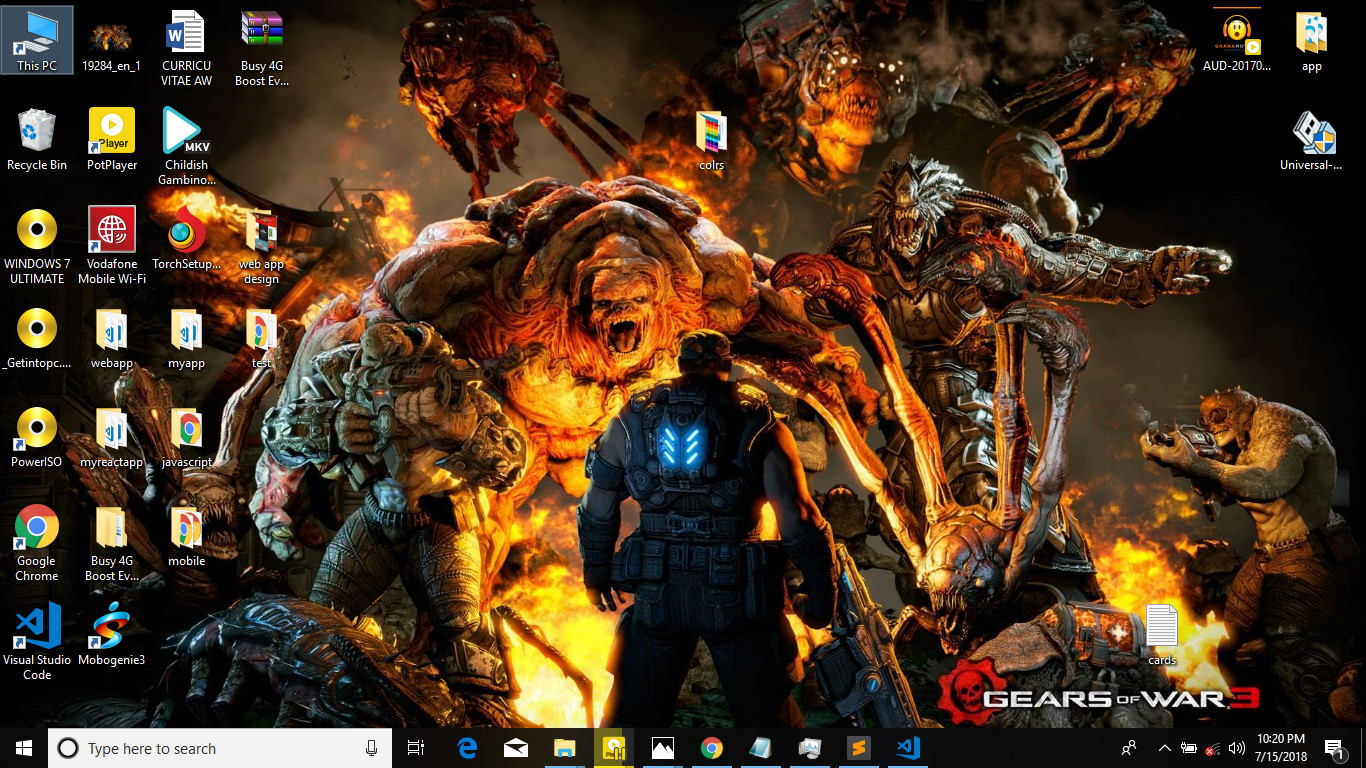 This PC
19284_en_1
CURRICU
VITAE AW
Busy 4G
Boost Ev...
AUD-20170...
app
Recycle Bin
Player
PotPlayer
MKV
Childish
Gambino...
colrs
Universal-...
WINDOWS 7
ULTIMATE
Vodafone
Mobile Wi-Fi
TorchSetup...
web app
design
_Getintopc....
webapp
myapp
test
PowerISO
myreactapp
javascript
Google
Chrome
Busy 4G
Boost Ev...
mobile
Visual Studio
Code
Mobogenie3
cards
GEARS OF WAR 3
Type here to search
10:20 PM
7/15/2018
1